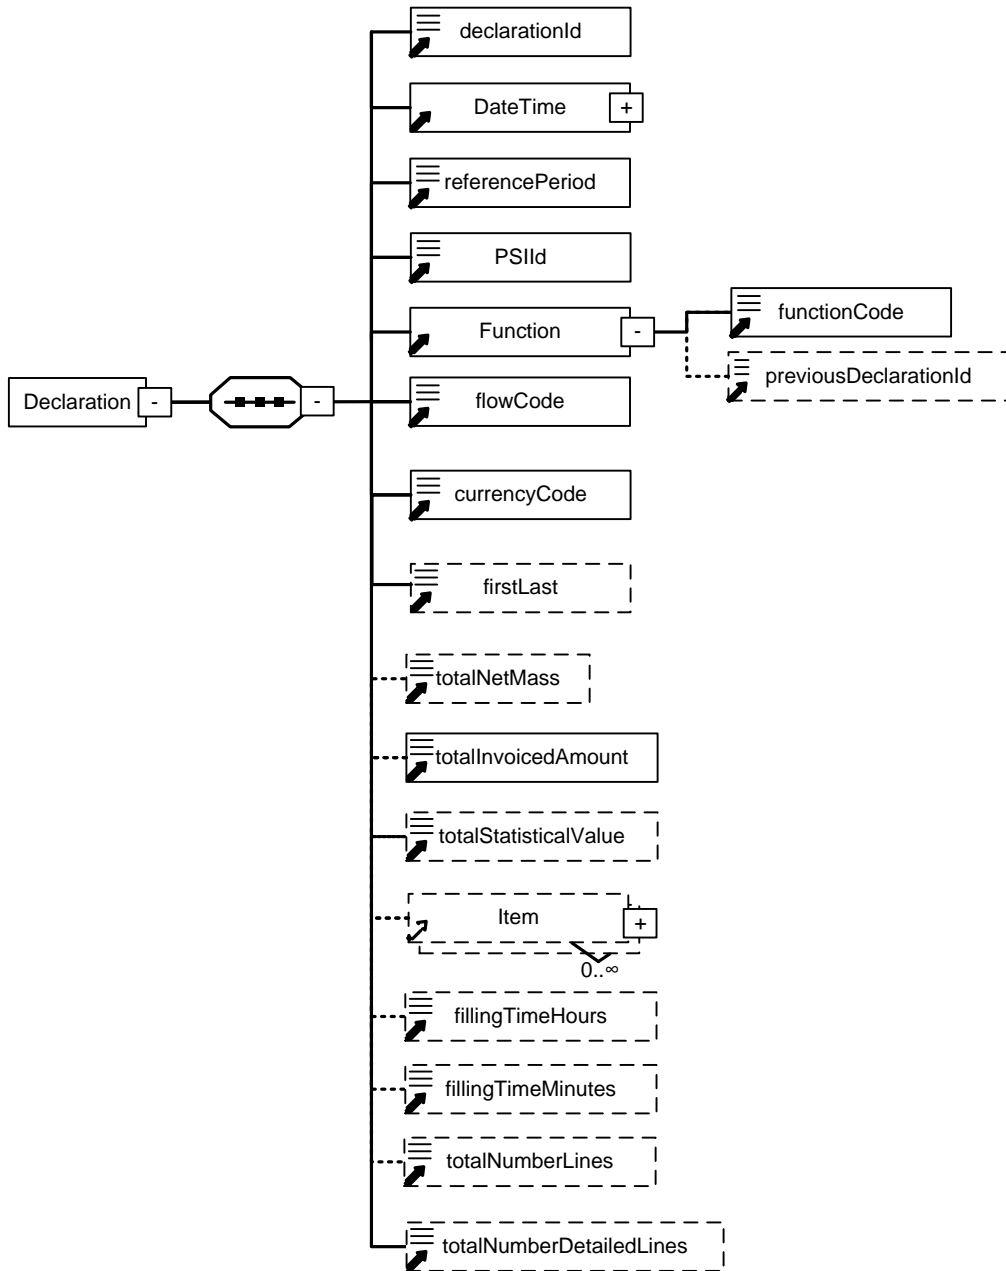 declarationId
DateTime
+
referencePeriod
PSIId
Function
-
functionCode
previousDeclarationId
Declaration
-
-
flowCode
currencyCode
firstLast
totalNetMass
totalInvoicedAmount
totalStatisticalValue
Item
+
0..∞
fillingTimeHours
fillingTimeMinutes
totalNumberLines
totalNumberDetailedLines